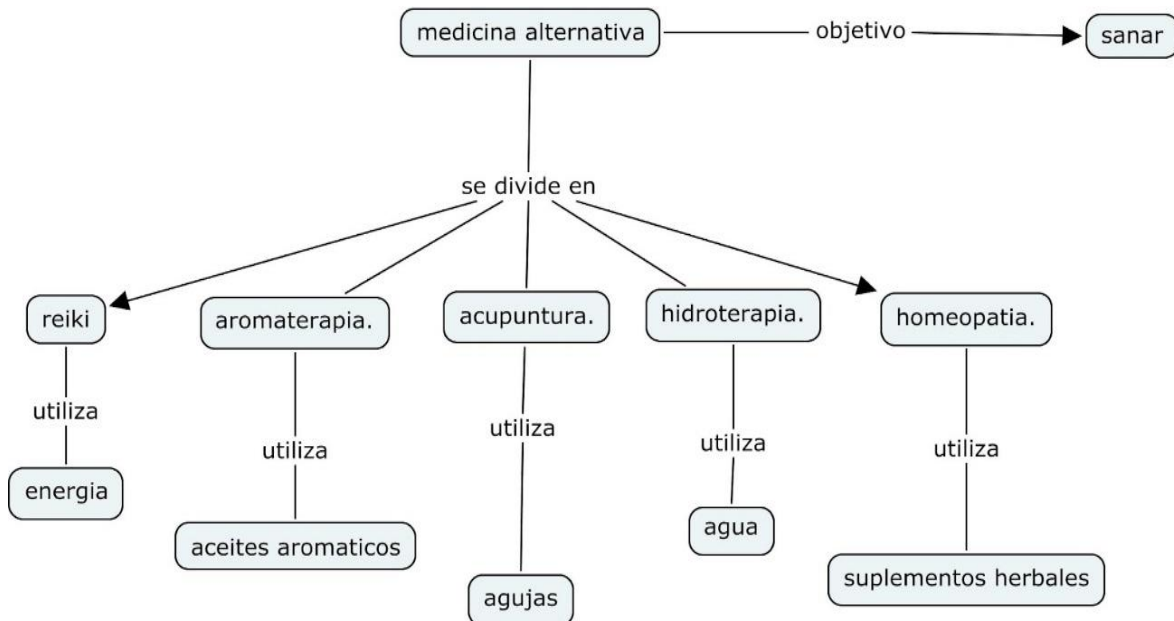 medicina alternativa
objetivo
sanar
se divide en
reiki
aromaterapia.
acupuntura.
hidroterapia.
homeopatia.
utiliza
utiliza
utiliza
utiliza
utiliza
energia
aceites aromaticos
agujas
agua
suplementos herbales